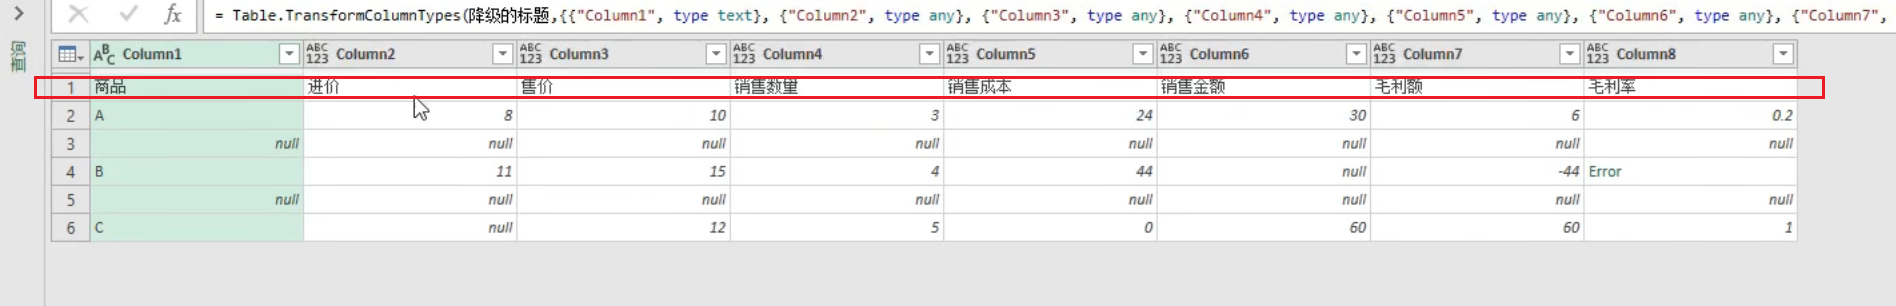 = Table.TransformColumnTypes(降级的标题,{{"Column1", type text}, {"Column2", type any}, {"Column3", type any}, {"Column4", type any}, {"Column5", type any}, {"Column6", type any}, {"Column7",
查询
Column1 Column2 Column3 Column4 Column5 Column6 Column7 Column8
1 商品 进价 售价 销售数量 销售成本 销售金额 毛利额 毛利率
2 A 8 10 3 24 30 6 0.2
3 null null null null null null null null
4 B 11 15 4 44 null -44 Error
5 null null null null null null null null
6 C null 12 5 0 60 60 1